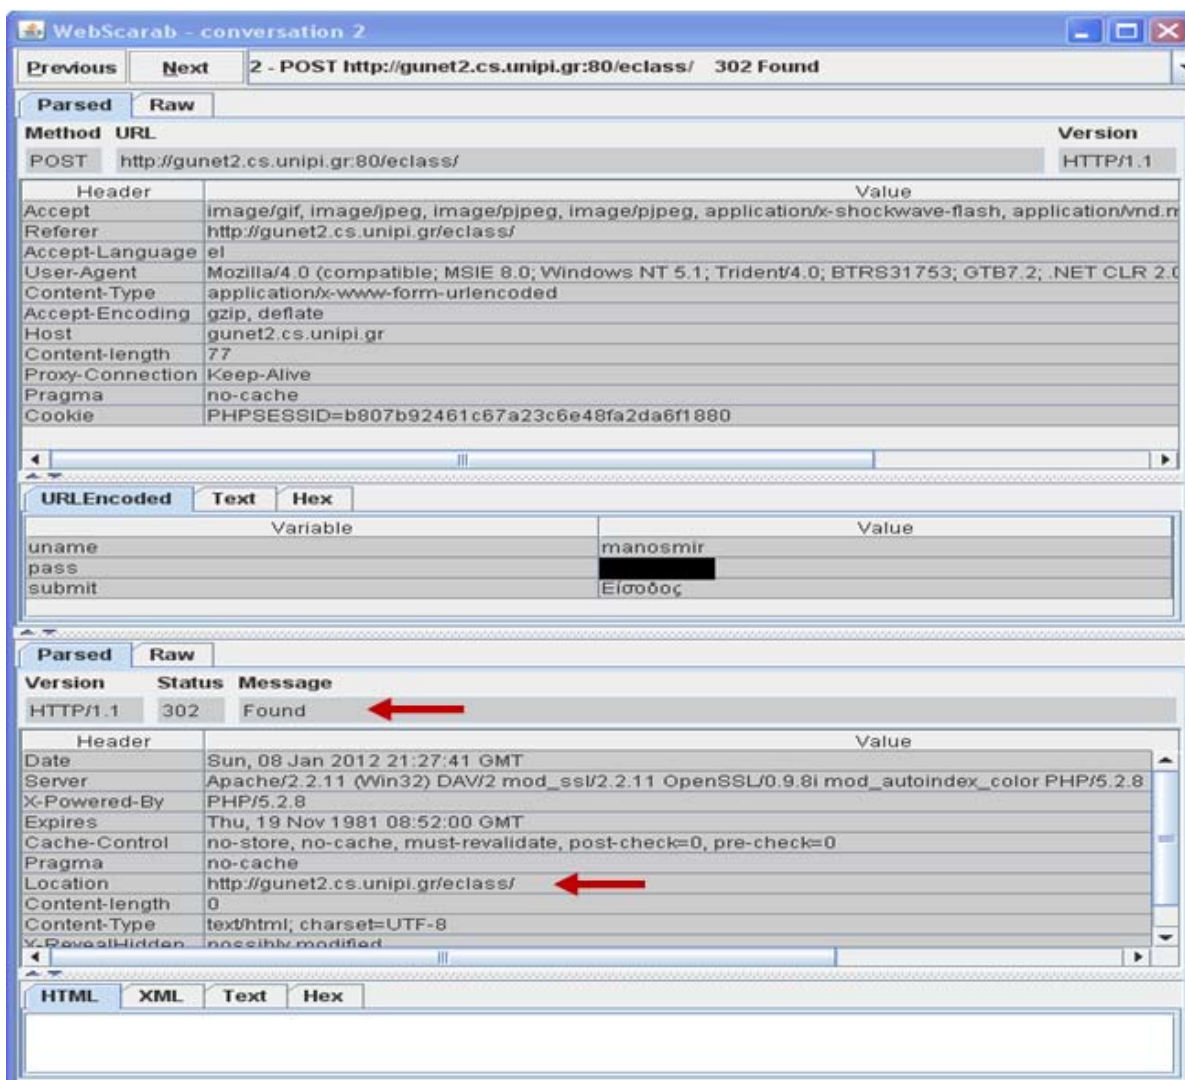 WebScarab - conversation 2
Previous Next 2 - POST http://gunet2.cs.unipi.gr:80/eclass/ 302 Found
Parsed Raw
Method URL Version
POST http://gunet2.cs.unipi.gr:80/eclass/ HTTP/1.1
Header Value
Accept image/gif, image/jpeg, image/pjpeg, image/pjpeg, application/x-shockwave-flash, application/vnd.m
Referer http://gunet2.cs.unipi.gr/eclass/
Accept-Language el
User-Agent Mozilla/4.0 (compatible; MSIE 8.0; Windows NT 5.1; Trident/4.0; BTRS31753; GTB7.2; .NET CLR 2.0
Content-Type application/x-www-form-urlencoded
Accept-Encoding gzip, deflate
Host gunet2.cs.unipi.gr
Content-length 77
Proxy-Connection Keep-Alive
Pragma no-cache
Cookie PHPSESSID=b807b92461c67a23c6e48fa2da6f1880
URLEncoded Text Hex
Variable Value
uname manosmir
pass
submit Είσοδος
Parsed Raw
Version Status Message
HTTP/1.1 302 Found
Header Value
Date Sun, 08 Jan 2012 21:27:41 GMT
Server Apache/2.2.11 (Win32) DAV/2 mod_ssl/2.2.11 OpenSSL/0.9.8i mod_autoindex_color PHP/5.2.8
X-Powered-By PHP/5.2.8
Expires Thu, 19 Nov 1981 08:52:00 GMT
Cache-Control no-store, no-cache, must-revalidate, post-check=0, pre-check=0
Pragma no-cache
Location http://gunet2.cs.unipi.gr/eclass/
Content-length 0
Content-Type text/html; charset=UTF-8
X-RevealHidden possibly modified
HTML XML Text Hex